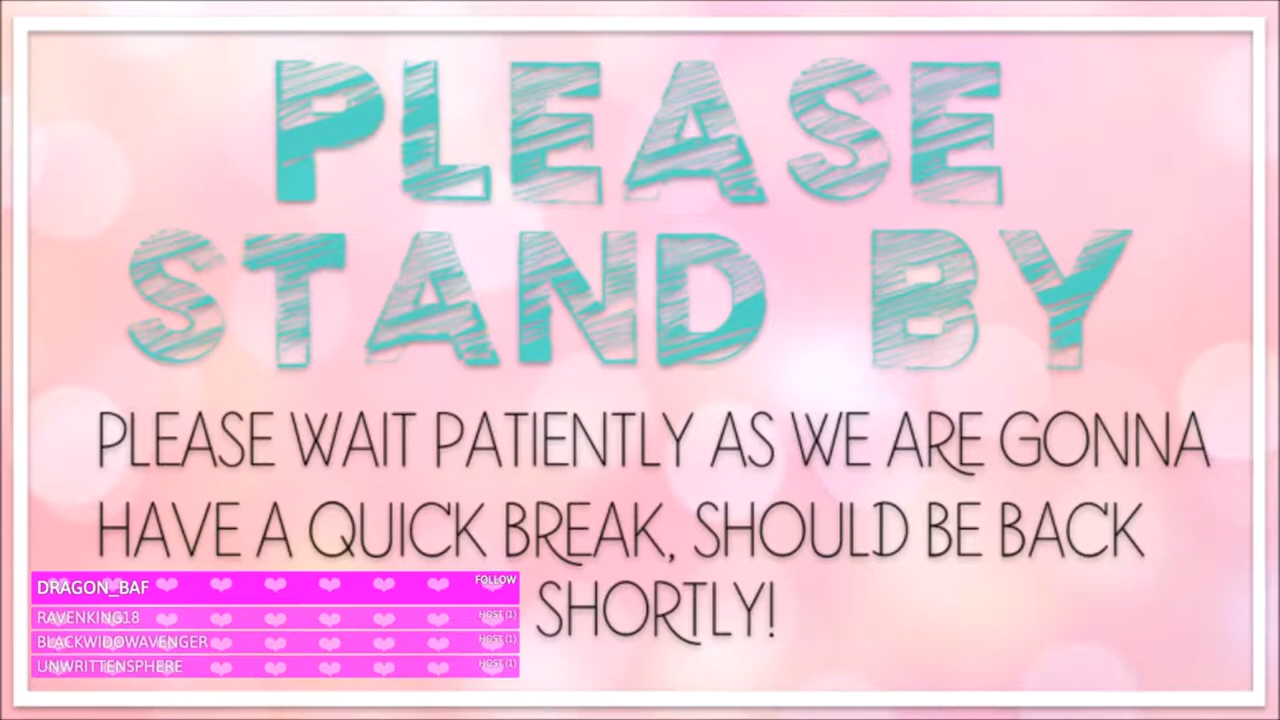 PLEASE
STAND BY
PLEASE WAIT PATIENTLY AS WE ARE GONNA
HAVE A QUICK BREAK, SHOULD BE BACK
SHORTLY!
DRAGON_BAF FOLLOW
RAVENKING18 HOST (1)
BLACKWIDOWAVENGER HOST (1)
UNWRITTENSPHERE HOST (1)